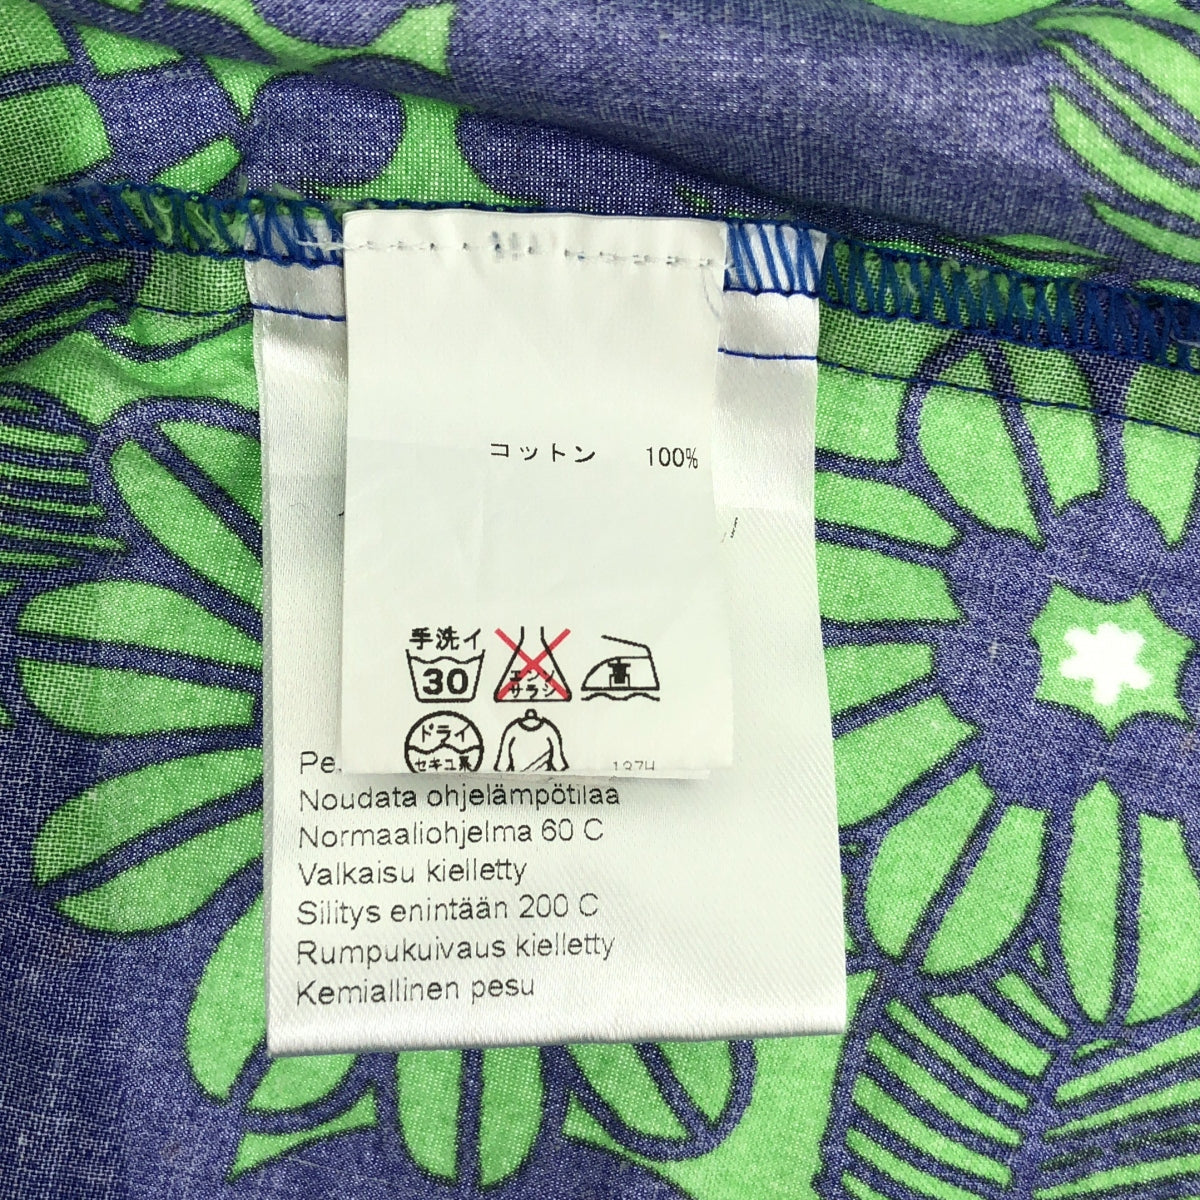 コットン 100%
手洗イ
30
エンソ
サラシ
高
ドライ
セキユ系
Pe
Noudata ohjelämpötilaa
Normaaliohjelma 60 C
Valkaisu kielletty
Silitys enintään 200 C
Rumpukuivaus kielletty
Kemiallinen pesu